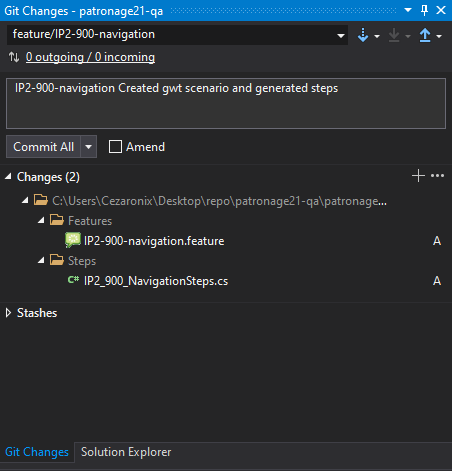 Git Changes - patronage21-qa
feature/IP2-900-navigation
0 outgoing / 0 incoming
IP2-900-navigation Created gwt scenario and generated steps
Commit All
Amend
Changes (2)
C:\Users\Cezaronix\Desktop\repo\patronage21-qa\patronage...
Features
IP2-900-navigation.feature A
Steps
C# IP2_900_NavigationSteps.cs A
Stashes
Git Changes Solution Explorer